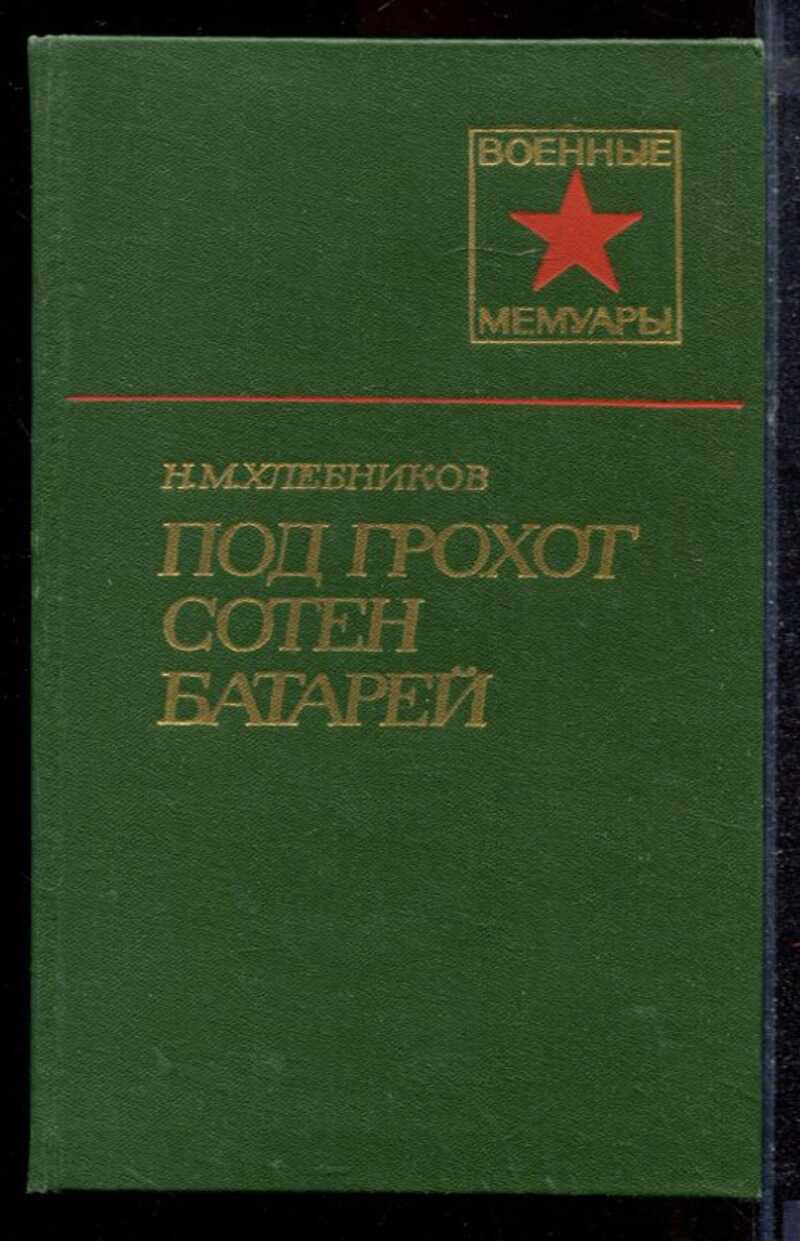 ВОЕННЫЕ
МЕМУАРЫ
Н.М.ХЛЕБНИКОВ
ПОД ГРОХОТ
СОТЕН
БАТАРЕЙ